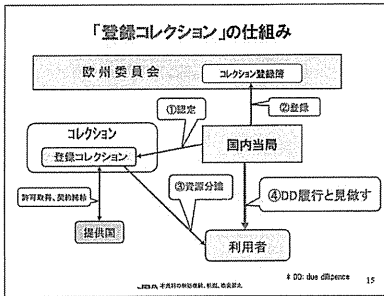 「登録コレクション」の仕組み
欧州委員会
コレクション登録簿
①認定
②登録
コレクション
登録コレクション
国内当局
③資源分譲
④DD履行と見做す
許可取得、契約締結
提供国
利用者
* DD: due diligence
JBA
15